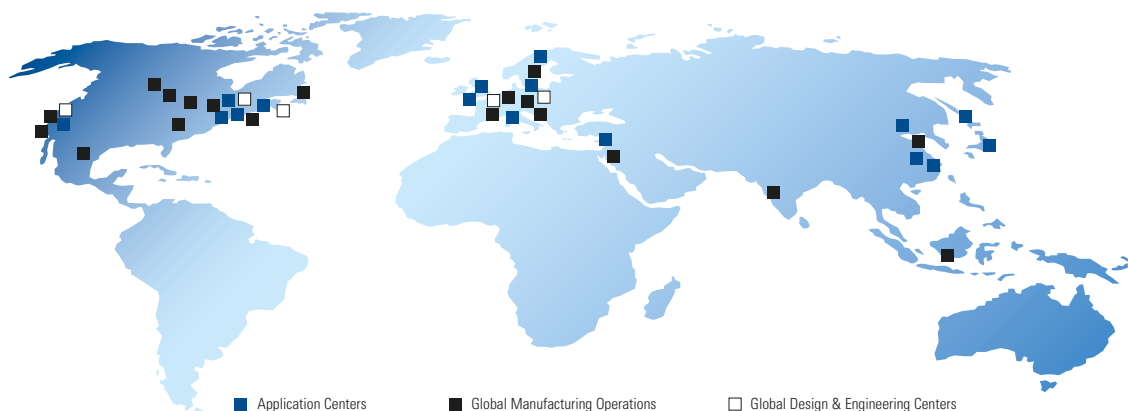 Application Centers
Global Manufacturing Operations
Global Design & Engineering Centers